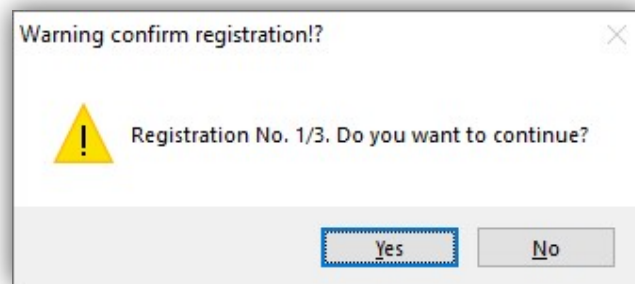 Warning confirm registration!?
Registration No. 1/3. Do you want to continue?
Yes
No